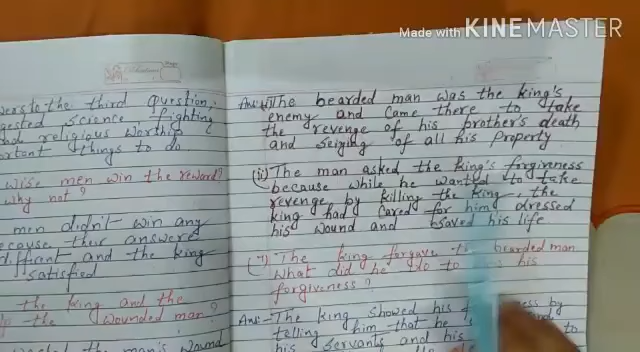 Made with KINEMASTER
wers to the third question,
gested science, fighting
and religious worship
ortant things to do.
wise men win the reward?
why not?
men didn't win any
ecause their answers
different and the king
satisfied
the king and the
the wounded man?
the man's wound
Ans:-(i) The bearded man was the king's
enemy and came there to take
the revenge of his brother's death
and seizing of all his property
(ii) The man asked the king's forgiveness
because while he wanted to take
revenge by killing the king, the
king had cared for him dressed
his wound and saved his life
The king forgave bearded man.
What did he do to his
forgiveness?
Ans:- The king showed his by
telling him that he to
his servants and his